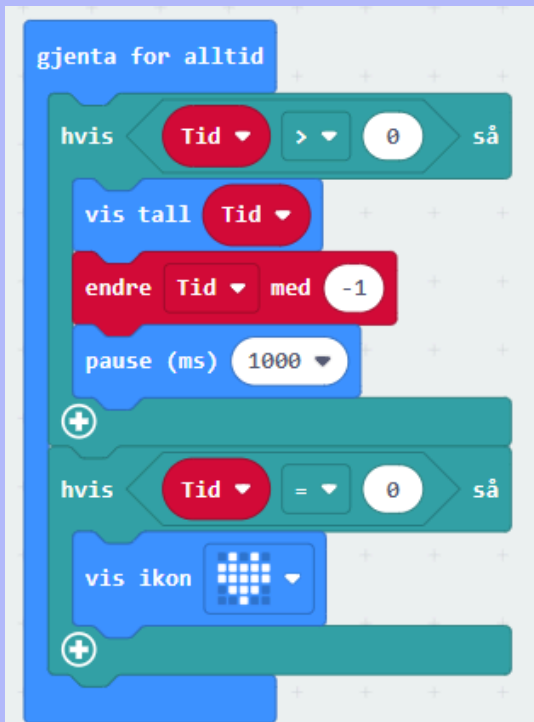 gjenta for alltid
hvis Tid > 0 så
vis tall Tid
endre Tid med -1
pause (ms) 1000
hvis Tid = 0 så
vis ikon